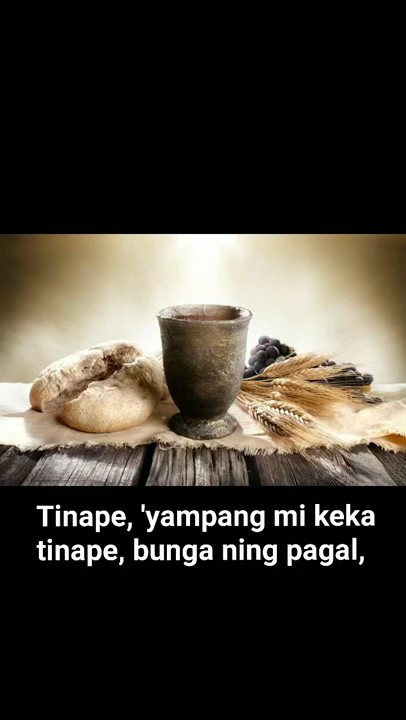 Tinape, 'yampang mi keka
tinape, bunga ning pagal,